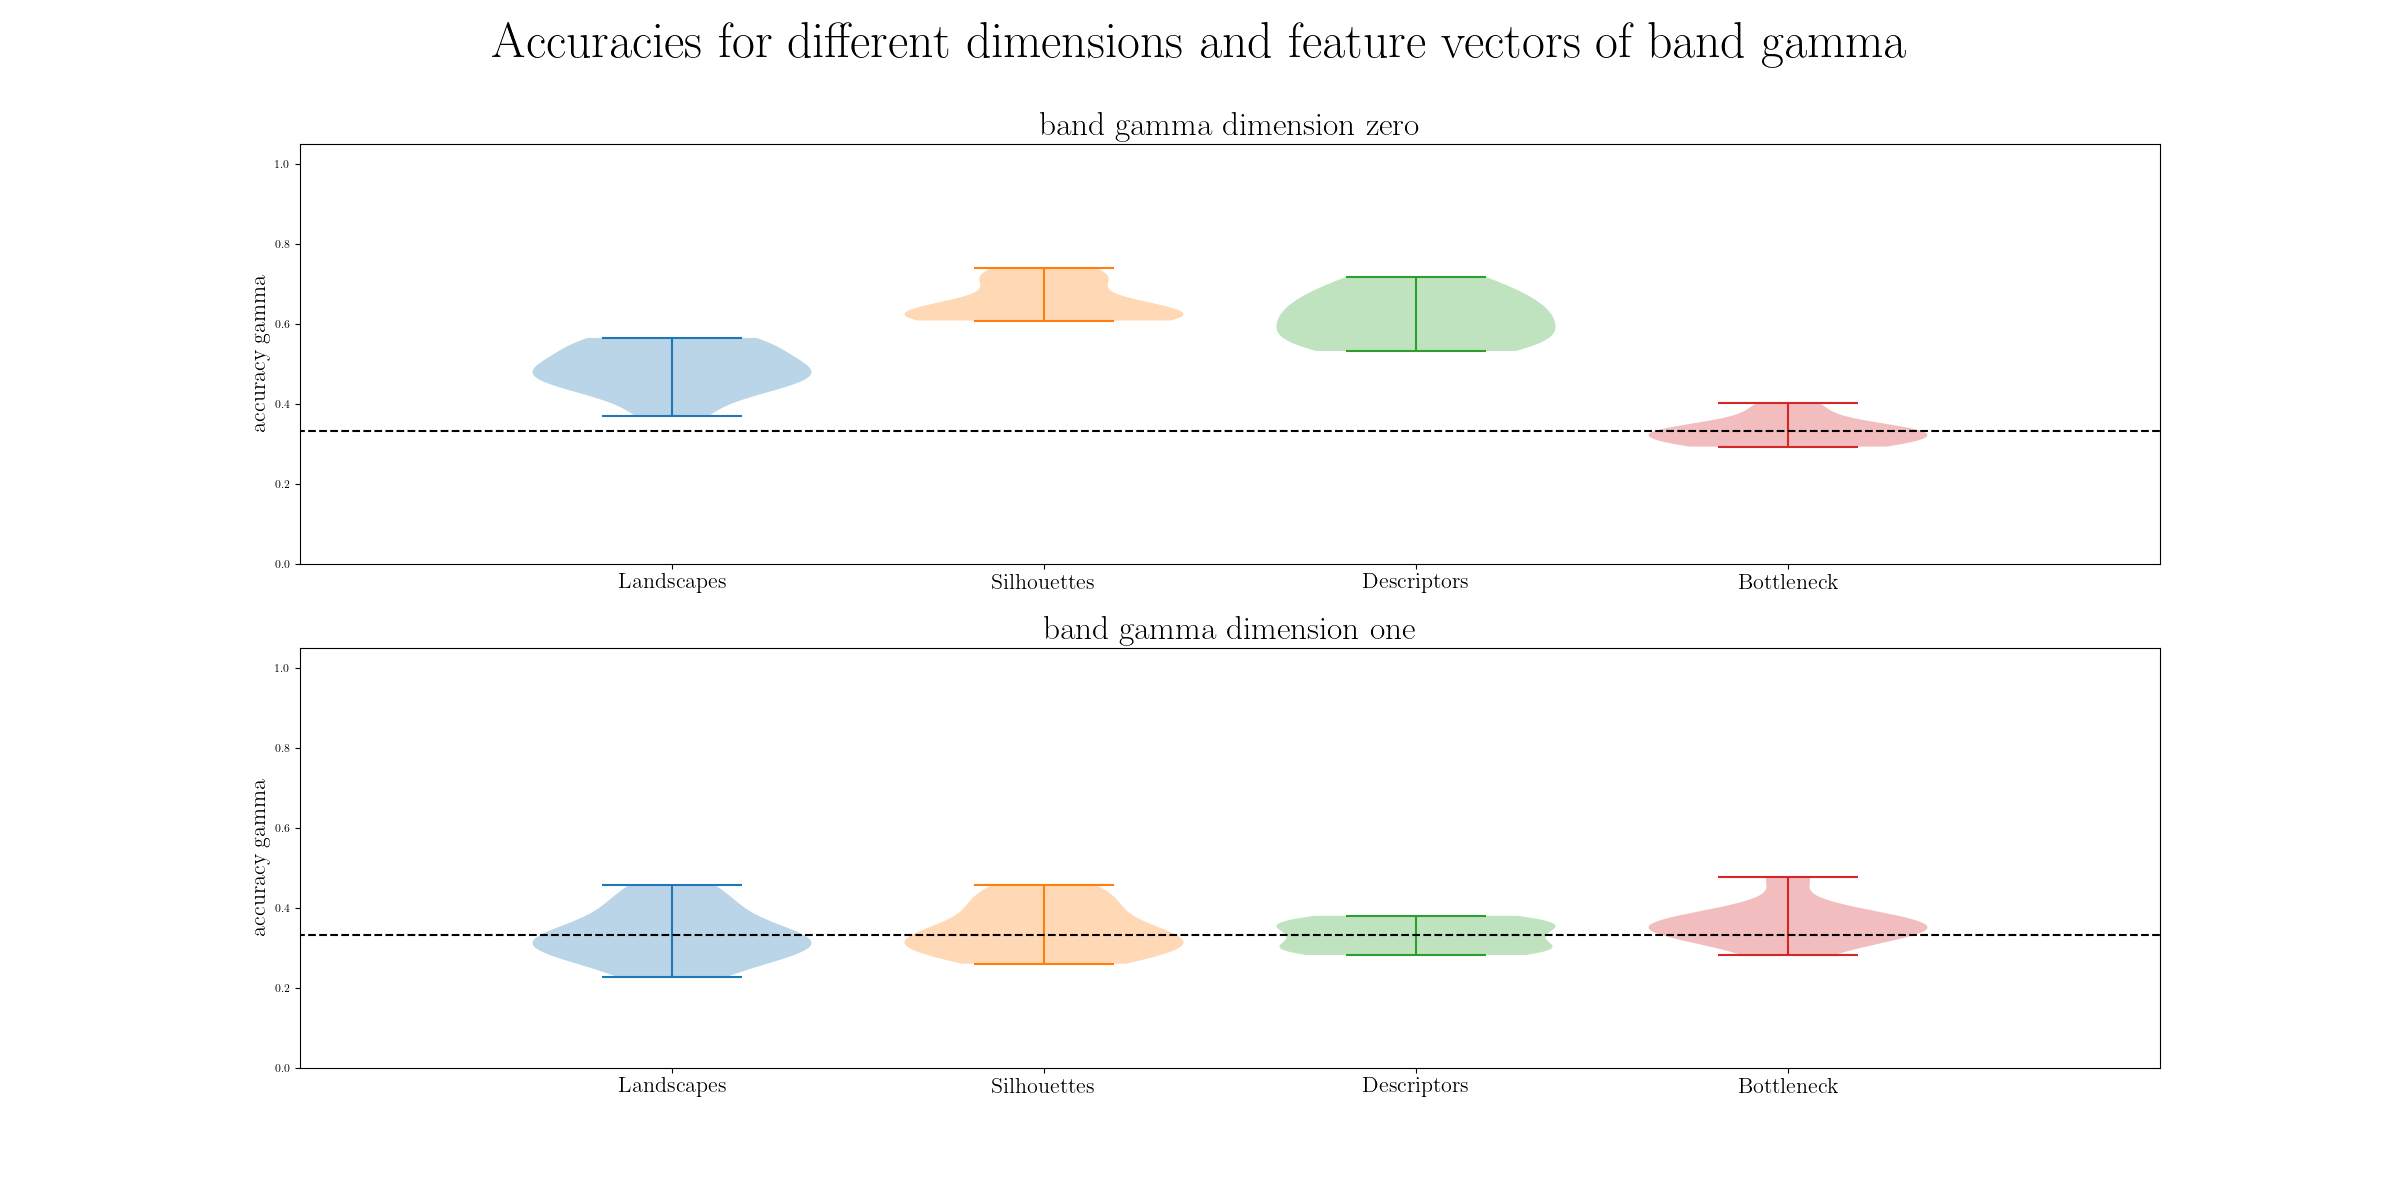 Accuracies for different dimensions and feature vectors of band gamma
band gamma dimension zero
accuracy gamma
1.0
0.8
0.6
0.4
0.2
0.0
Landscapes Silhouettes Descriptors Bottleneck
band gamma dimension one
accuracy gamma
1.0
0.8
0.6
0.4
0.2
0.0
Landscapes Silhouettes Descriptors Bottleneck